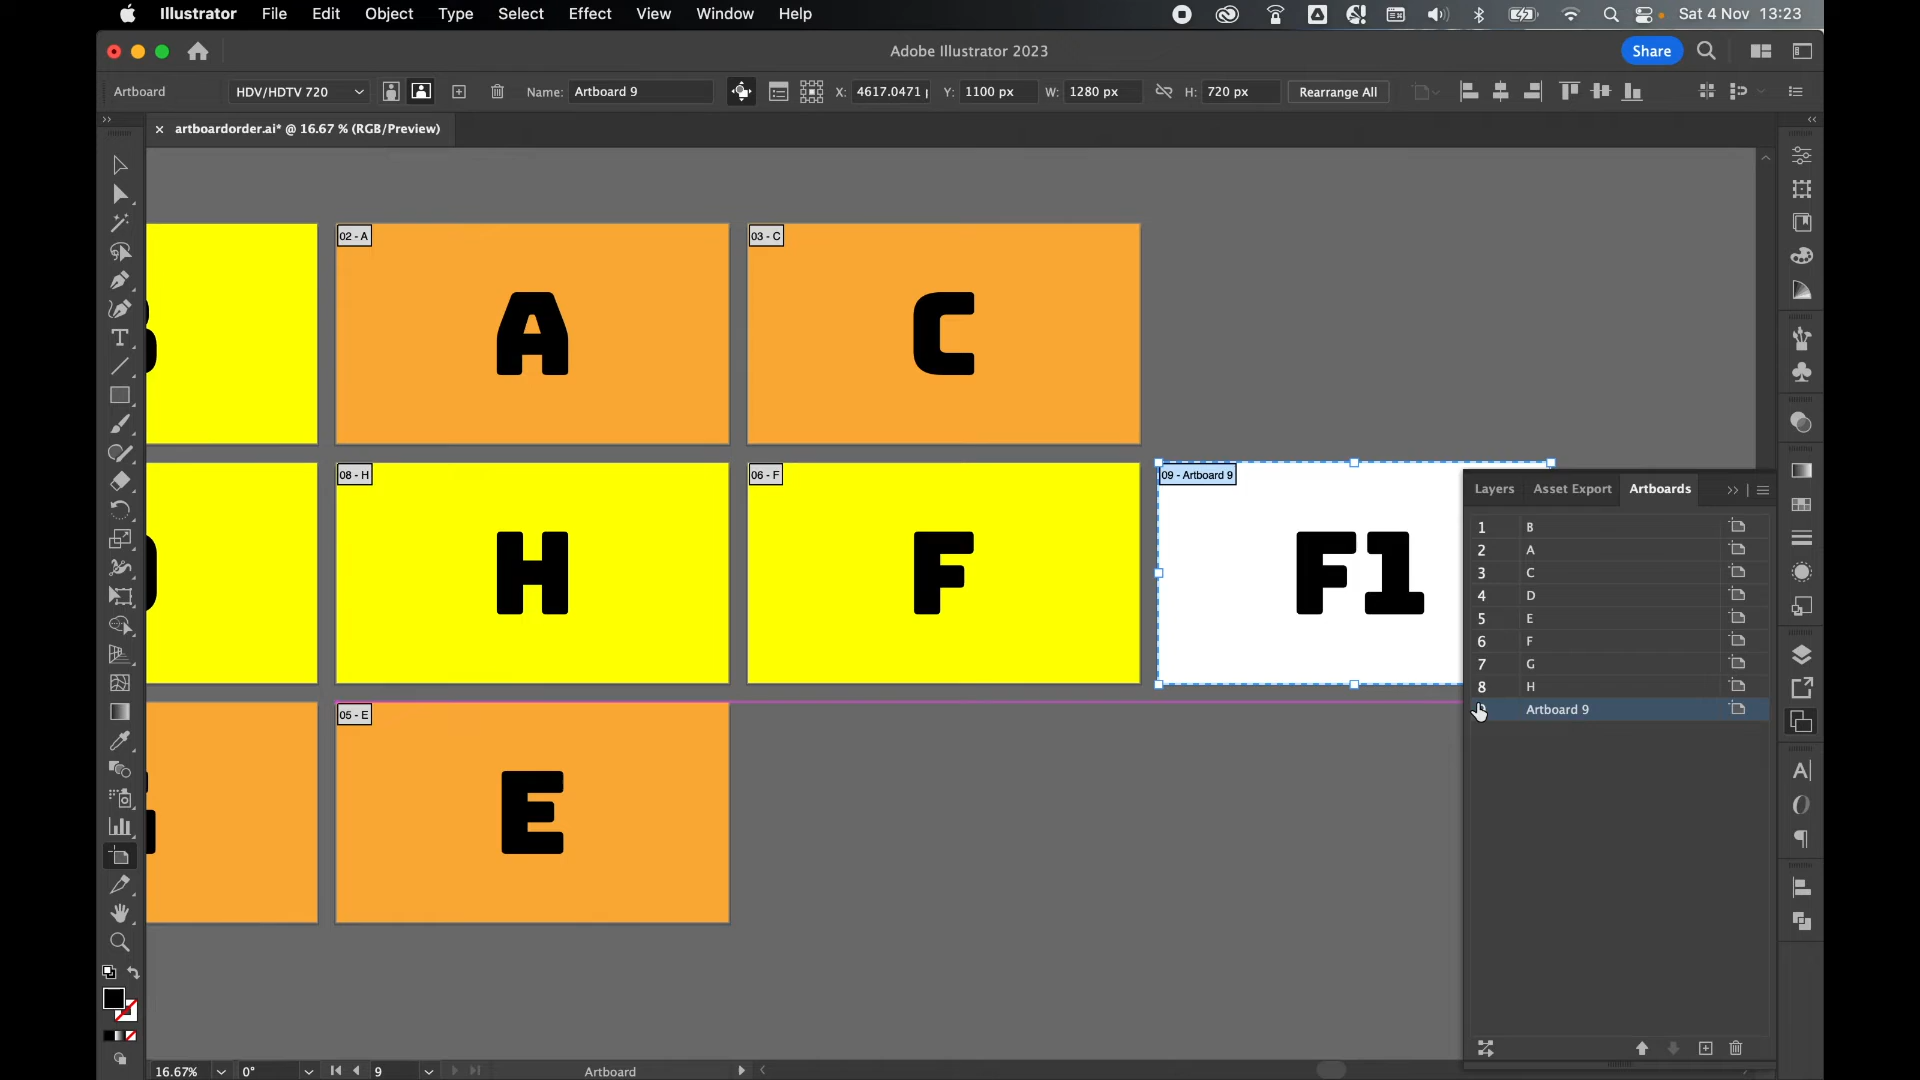 Illustrator File Edit Object Type Select Effect View Window Help Sat 4 Nov 13:23
Adobe Illustrator 2023 Share
Artboard HDV/HDTV 720 Name: Artboard 9 X: 4617.0471 Y: 1100 px W: 1280 px H: 720 px Rearrange All
artboardorder.ai* @ 16.67 % (RGB/Preview)
02 - A
03 - C
A
C
08 - H
06 - F
09 - Artboard 9
H
F
F1
05 - E
E
Layers Asset Export Artboards
1 B
2 A
3 C
4 D
5 E
6 F
7 G
8 H
Artboard 9
16.67% 0° 9 Artboard